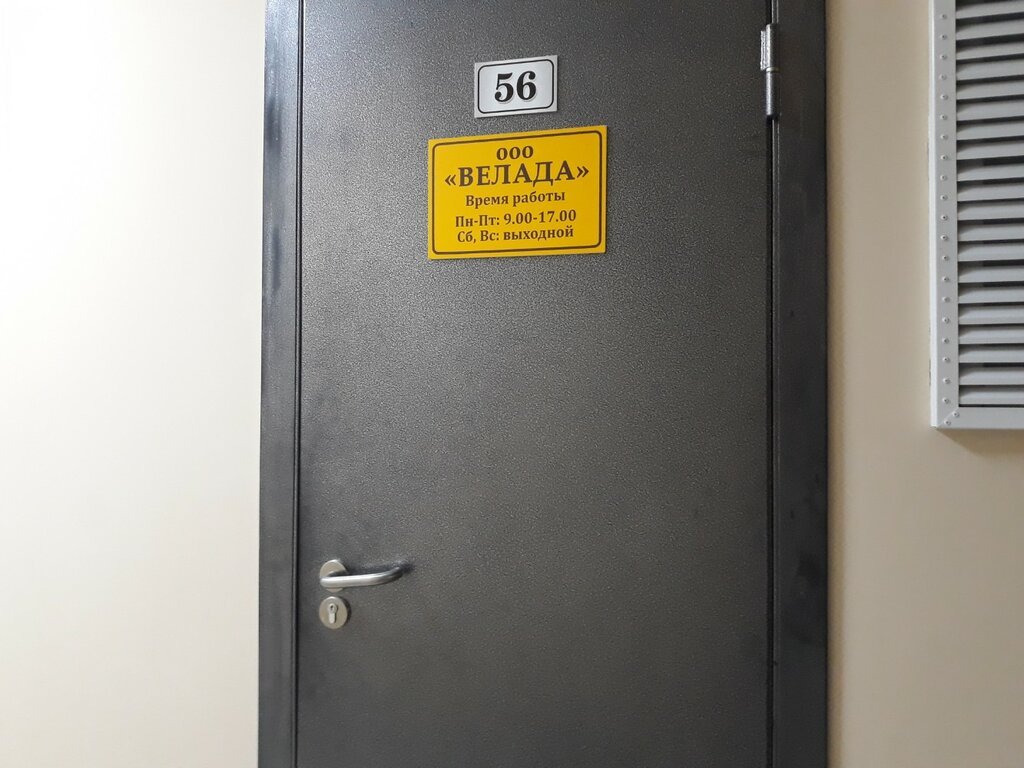 56
ООО
«ВЕЛАДА»
Время работы
Пн-Пт: 9.00-17.00
Сб, Вс: выходной